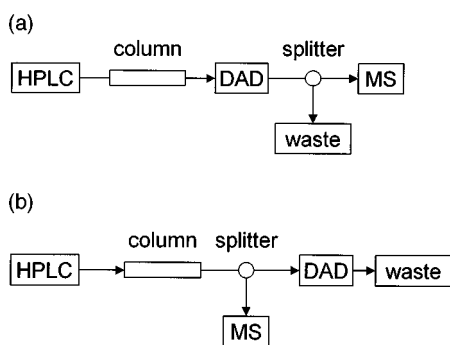 (a)
column splitter
HPLC DAD MS
waste
(b)
column splitter
HPLC DAD waste
MS